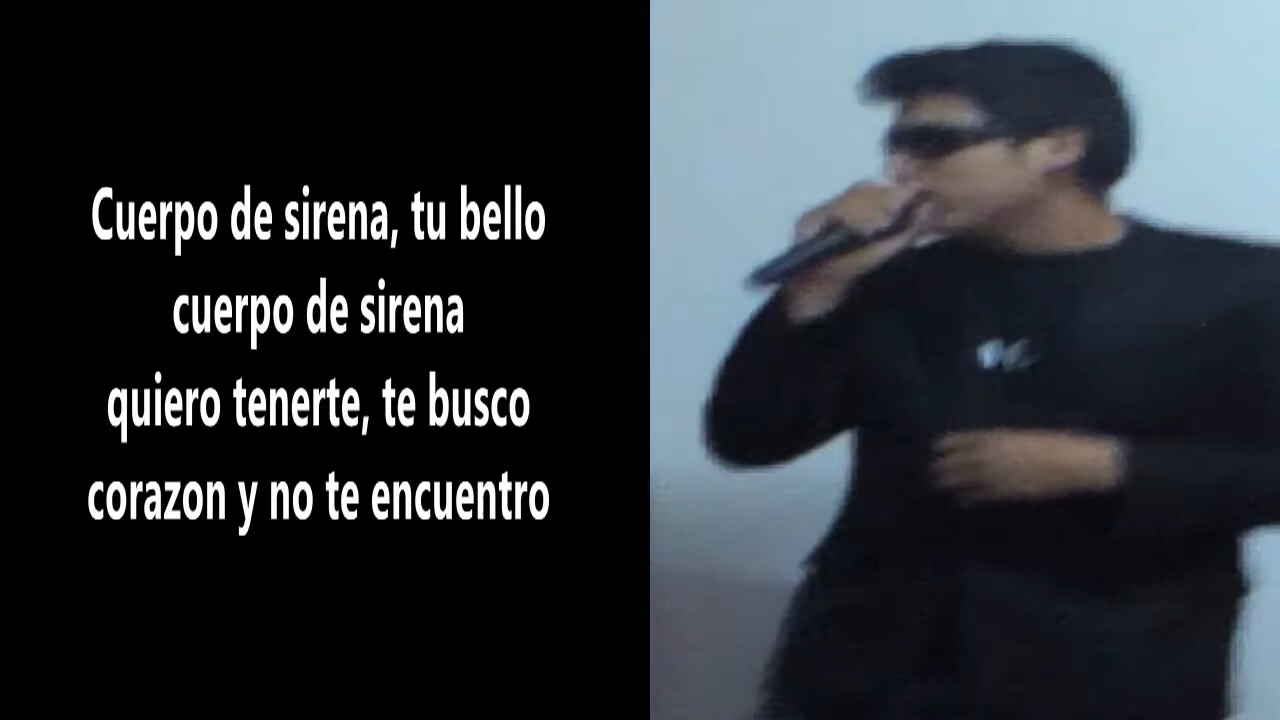 Cuerpo de sirena, tu bello
cuerpo de sirena
quiero tenerte, te busco
corazon y no te encuentro